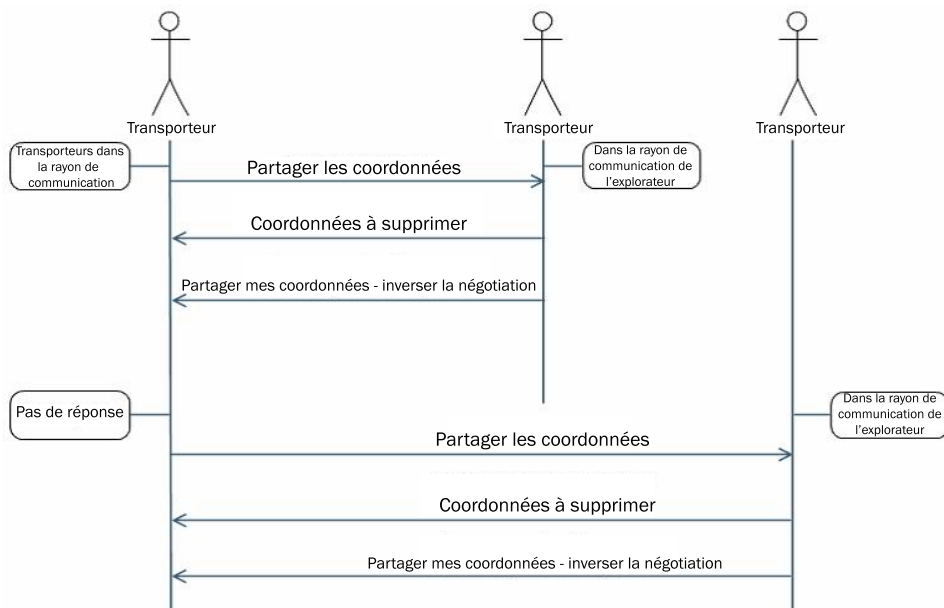 Transporteur
Transporteur
Transporteur
Transporteurs dans
la rayon de
communication
Dans la rayon de
communication de
l'explorateur
Partager les coordonnées
Coordonnées à supprimer
Partager mes coordonnées - inverser la négotiation
Pas de réponse
Dans la rayon de
communication de
l'explorateur
Partager les coordonnées
Coordonnées à supprimer
Partager mes coordonnées - inverser la négotiation